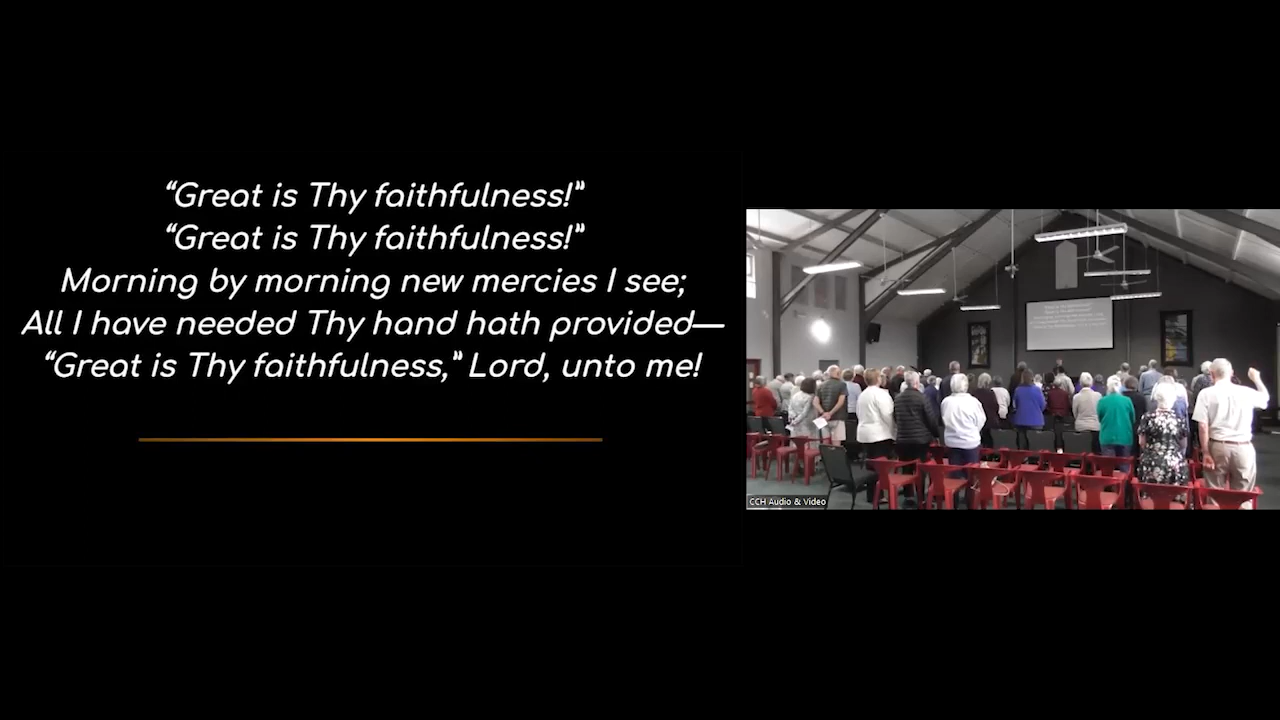 “Great is Thy faithfulness!”
“Great is Thy faithfulness!”
Morning by morning new mercies I see;
All I have needed Thy hand hath provided—
“Great is Thy faithfulness,” Lord, unto me!
CCH Audio & Video